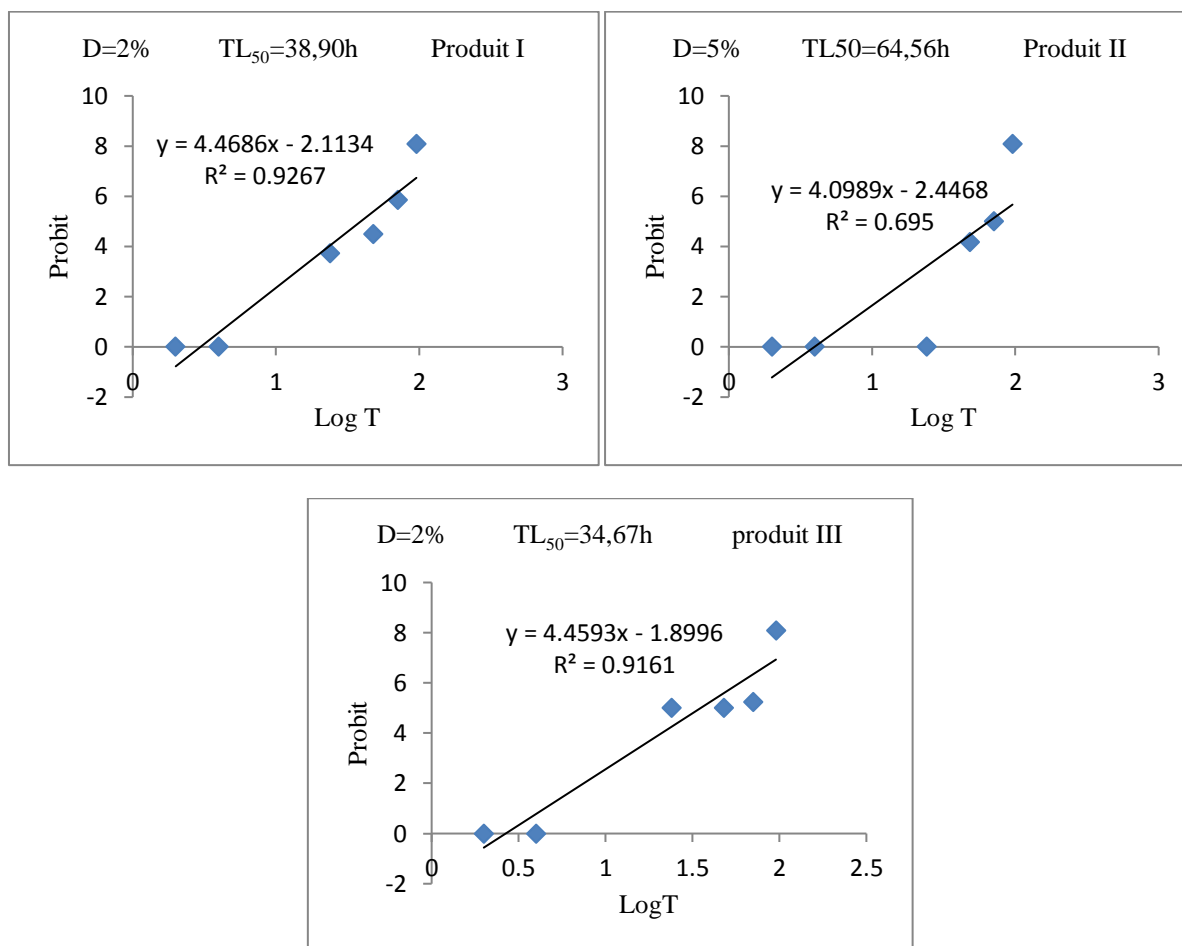 D=2% TL₅₀=38,90h Produit I
10
8
6
4
2
0
-2
0 1 2 3
Probit
Log T
y = 4.4686x - 2.1134
R² = 0.9267
D=5% TL50=64,56h Produit II
10
8
6
4
2
0
-2
0 1 2 3
Probit
Log T
y = 4.0989x - 2.4468
R² = 0.695
D=2% TL₅₀=34,67h produit III
10
8
6
4
2
0
-2
0 0.5 1 1.5 2 2.5
Probit
LogT
y = 4.4593x - 1.8996
R² = 0.9161